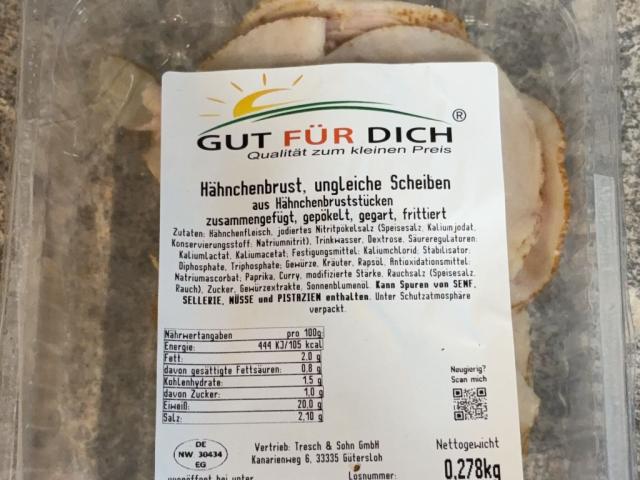 GUT FÜR DICH ®
Qualität zum kleinen Preis
Hähnchenbrust, ungleiche Scheiben
aus Hähnchenbruststücken
zusammengefügt, gepökelt, gegart, frittiert
Zutaten: Hähnchenfleisch, jodiertes Nitritpökelsalz (Speisesalz, Kaliumjodat,
Konservierungsstoff: Natriumnitrit), Trinkwasser, Dextrose, Säureregulatoren:
Kaliumlactat, Kaliumacetat; Festigungsmittel: Kaliumchlorid; Stabilisator:
Diphosphate, Triphosphate; Gewürze, Kräuter, Rapsöl, Antioxidationsmittel:
Natriumascorbat; Paprika, Curry, modifizierte Stärke, Rauchsalz (Speisesalz,
Rauch), Zucker, Gewürzextrakte, Sonnenblumenöl. Kann Spuren von SENF,
SELLERIE, NÜSSE und PISTAZIEN enthalten. Unter Schutzatmosphäre
verpackt.
Nährwertangaben pro 100g:
Energie: 444 KJ/105 kcal
Fett: 2,0 g
davon gesättigte Fettsäuren: 0,8 g
Kohlenhydrate: 1,5 g
davon Zucker: 1,0 g
Eiweiß: 20,0 g
Salz: 2,10 g
Neugierig?
Scan mich
DE
NW 30434
EG
Vertrieb: Tresch & Sohn GmbH
Kanarienweg 6, 33335 Gütersloh
Nettogewicht
0,278kg
ungeöffnet bei unter
Losnummer: